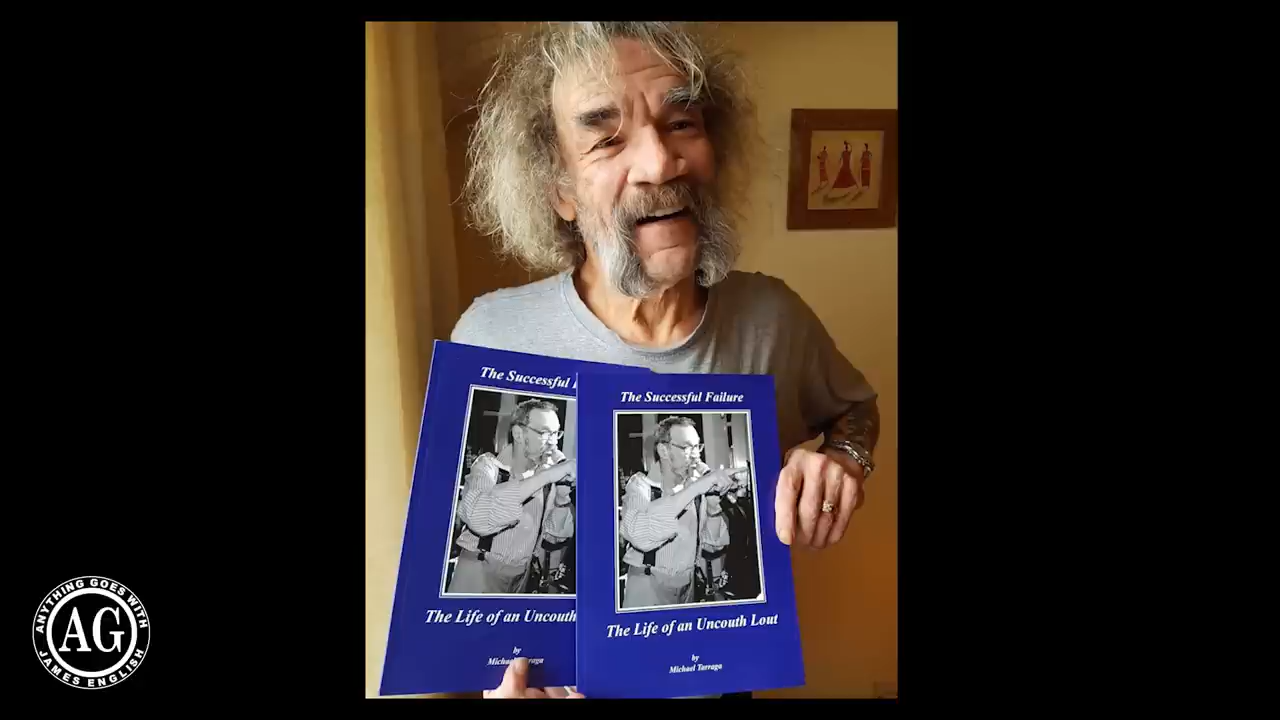 The Successful
The Life of an Uncouth
by
The Successful Failure
The Life of an Uncouth Lout
by
Michael Tarraga
ANYTHING GOES WITH
AG
JAMES ENGLISH